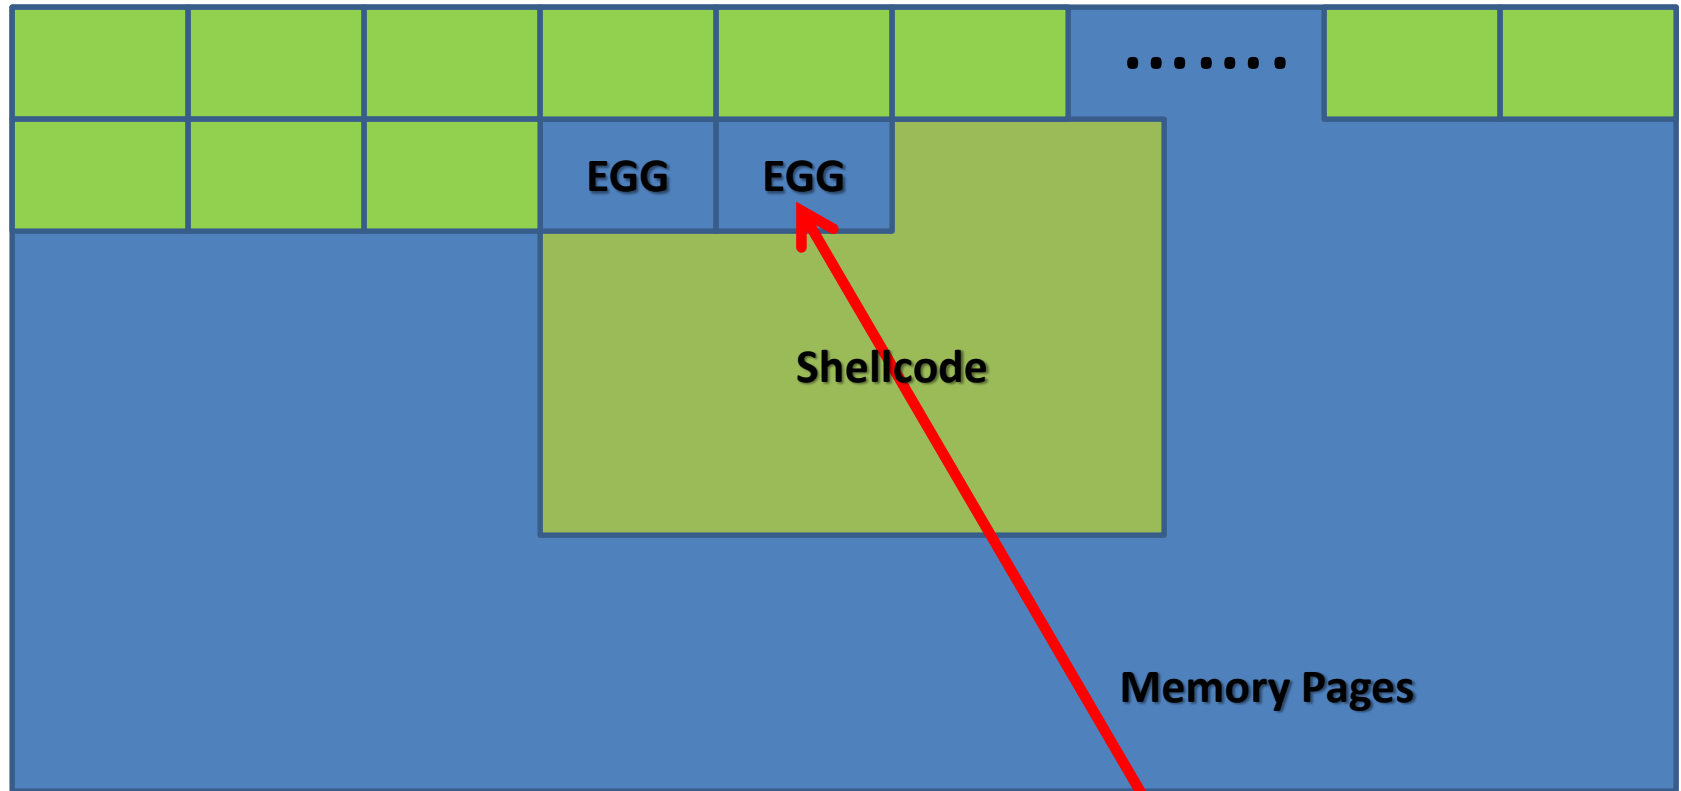 .......
EGG EGG
Shellcode
Memory Pages